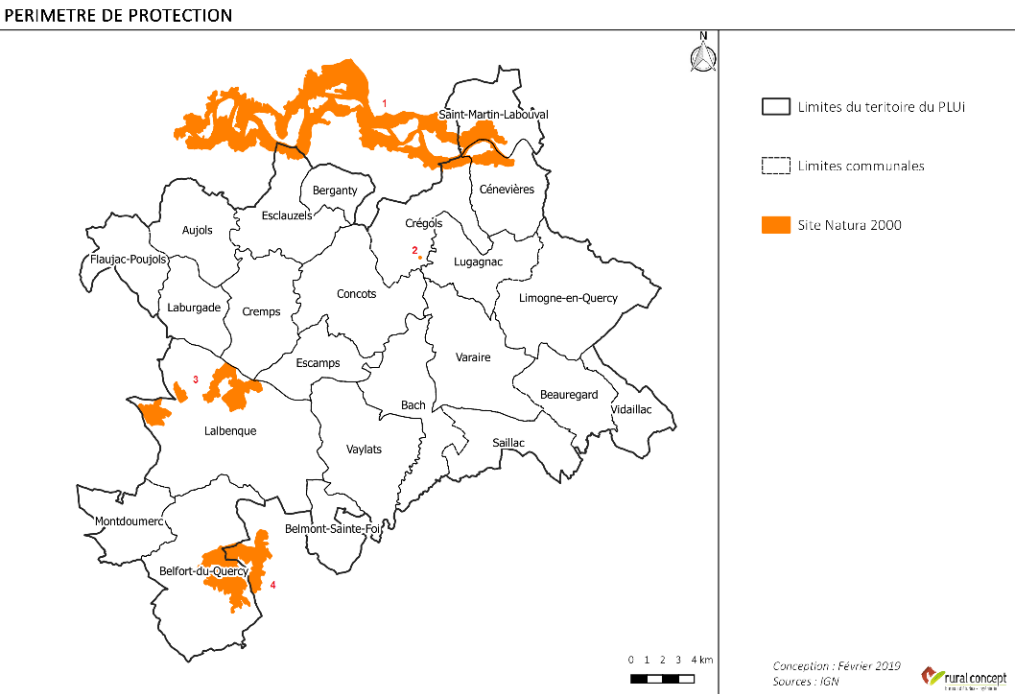 PERIMETRE DE PROTECTION
N
1
Saint-Martin-Labouval
Limites du teritoire du PLUi
Limites communales
Berganty
Cénevières
Esclauzels
Crégols
Aujols
Site Natura 2000
2
Flaujac-Poujols
Lugagnac
Concots
Limogne-en-Quercy
Laburgade
Cremps
Escamps
Varaire
3
Beauregard
Bach
Vidaillac
Lalbenque
Saillac
Vaylats
Montdoumerc
Belmont-Sainte-Foi
Belfort-du-Quercy
4
0 1 2 3 4 km
Conception : Février 2019
Sources : IGN
rural concept